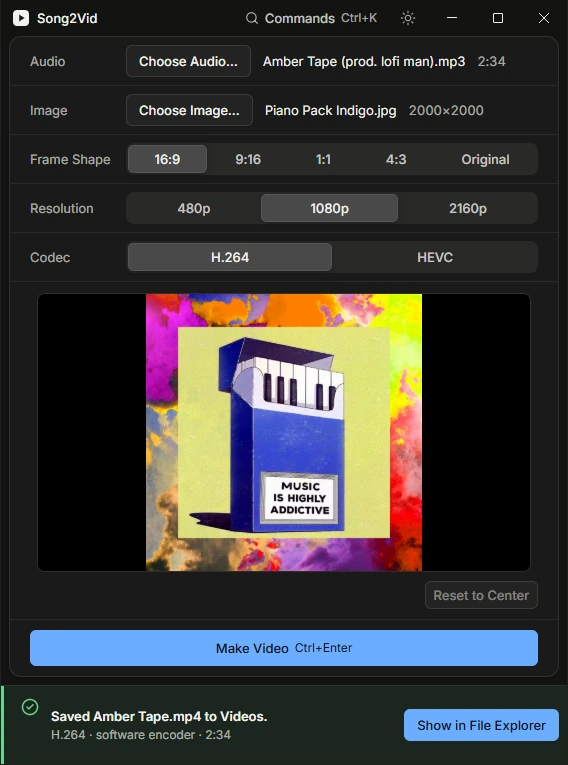 Song2Vid
Commands Ctrl+K
Audio Choose Audio... Amber Tape (prod. lofi man).mp3 2:34
Image Choose Image... Piano Pack Indigo.jpg 2000×2000
Frame Shape 16:9 9:16 1:1 4:3 Original
Resolution 480p 1080p 2160p
Codec H.264 HEVC
MUSIC
IS HIGHLY
ADDICTIVE
Reset to Center
Make Video Ctrl+Enter
Saved Amber Tape.mp4 to Videos.
H.264 · software encoder · 2:34
Show in File Explorer